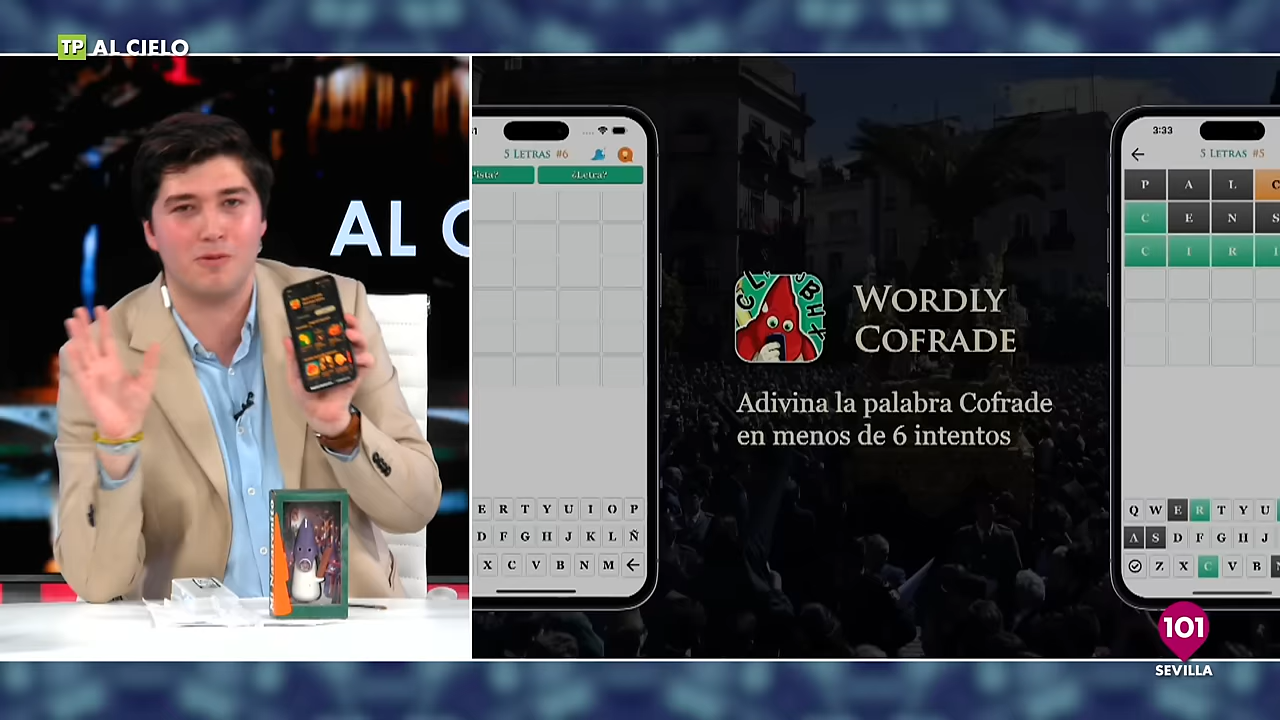 TP AL CIELO
AL C
5 LETRAS #6
¿Letra?
E R T Y U I O P
D F G H J K L Ñ
X C V B N M
WORDLY
COFRADE
Adivina la palabra Cofrade
en menos de 6 intentos
3:33
5 LETRAS #5
P A L C
C E N S
C I R I
Q W E R T Y U
A S D F G H J
Z X C V B N
101
SEVILLA